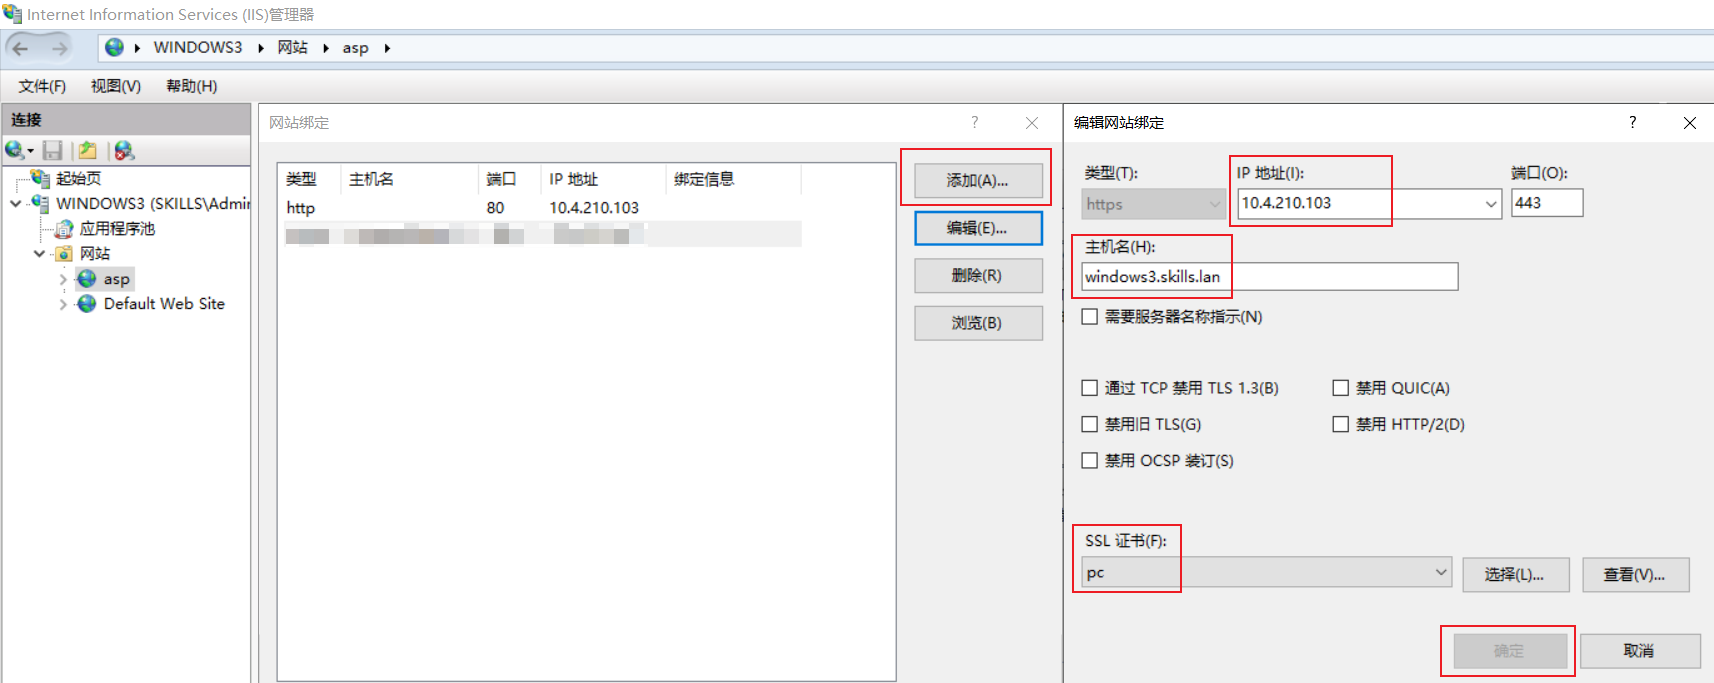 Internet Information Services (IIS)管理器
WINDOWS3 网站 asp
文件(F) 视图(V) 帮助(H)
连接
起始页
WINDOWS3 (SKILLS\Admir
应用程序池
网站
asp
Default Web Site
网站绑定 ?
类型 主机名 端口 IP 地址 绑定信息
http 80 10.4.210.103
添加(A)...
编辑(E)...
删除(R)
浏览(B)
编辑网站绑定 ?
类型(T): IP 地址(I): 端口(O):
https 10.4.210.103 443
主机名(H):
windows3.skills.lan
需要服务器名称指示(N)
通过 TCP 禁用 TLS 1.3(B) 禁用 QUIC(A)
禁用旧 TLS(G) 禁用 HTTP/2(D)
禁用 OCSP 装订(S)
SSL 证书(F):
pc 选择(L)... 查看(V)...
确定 取消